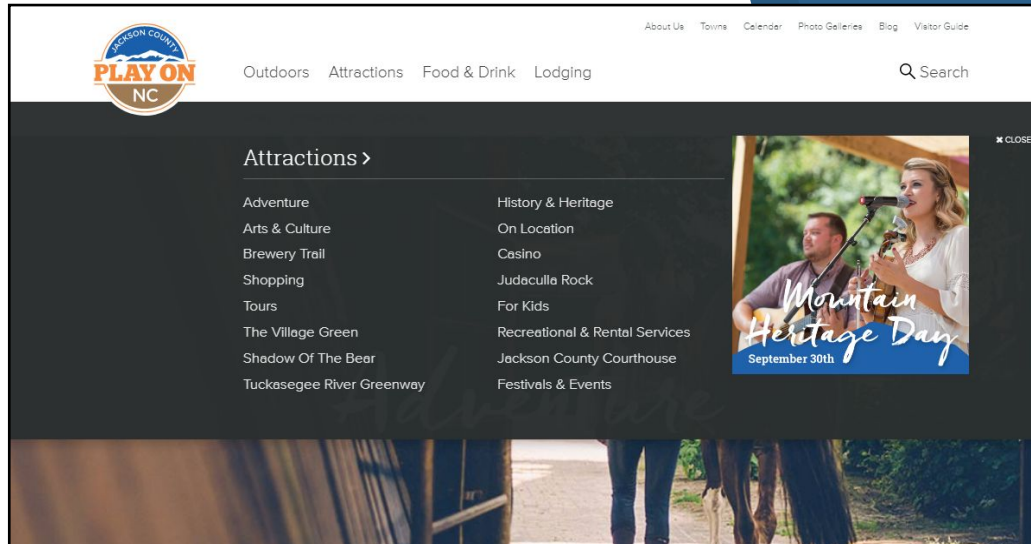 About Us Towns Calendar Photo Galleries Blog Visitor Guide
JACKSON COUNTY
PLAY ON
NC
Outdoors Attractions Food & Drink Lodging
Search
✖ CLOSE
Attractions >
Adventure
Arts & Culture
Brewery Trail
Shopping
Tours
The Village Green
Shadow Of The Bear
Tuckasegee River Greenway
History & Heritage
On Location
Casino
Judaculla Rock
For Kids
Recreational & Rental Services
Jackson County Courthouse
Festivals & Events
Mountain
Heritage Day
September 30th
Adventure